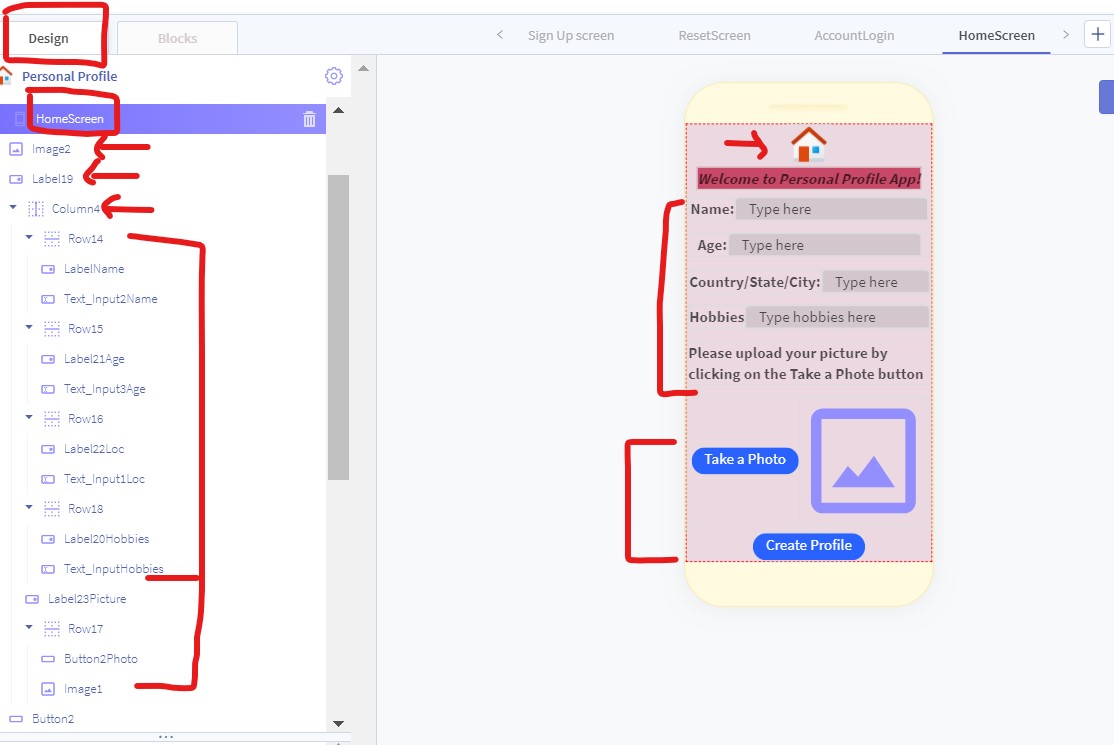 Design
Blocks
Sign Up screen
ResetScreen
AccountLogin
HomeScreen
Personal Profile
HomeScreen
Image2
Label19
Column4
Row14
LabelName
Text_Input2Name
Row15
Label21Age
Text_Input3Age
Row16
Label22Loc
Text_Input1Loc
Row18
Label20Hobbies
Text_InputHobbies
Label23Picture
Row17
Button2Photo
Image1
Button2
Welcome to Personal Profile App!
Name: Type here
Age: Type here
Country/State/City: Type here
Hobbies Type hobbies here
Please upload your picture by
clicking on the Take a Phote button
Take a Photo
Create Profile